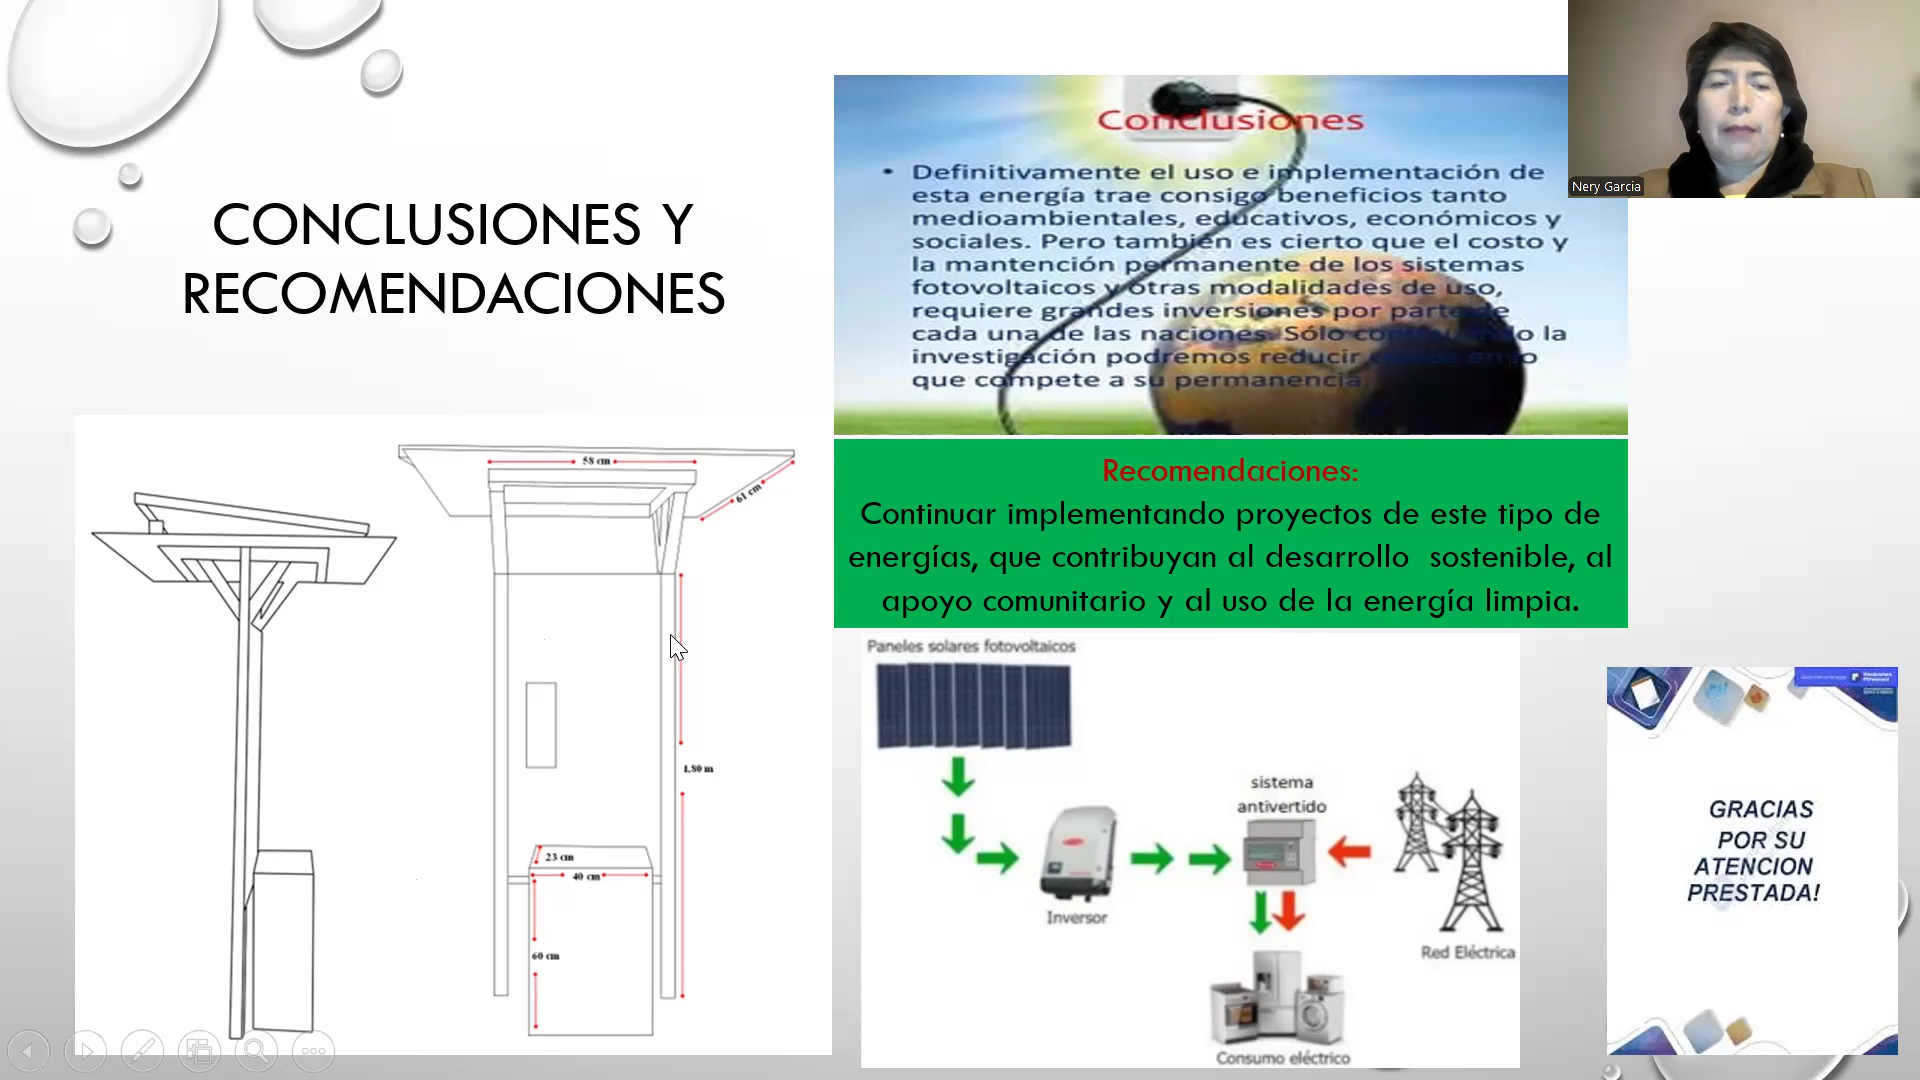 CONCLUSIONES Y
RECOMENDACIONES
Conclusiones
• Definitivamente el uso e implementación de
esta energía trae consigo beneficios tanto
medioambientales, educativos, económicos y
sociales. Pero también es cierto que el costo y
la mantención permanente de los sistemas
fotovoltaicos y otras modalidades de uso,
requiere grandes inversiones por parte de
cada una de las naciones. Sólo la
investigación podremos reducir
que compete a su permanencia.
Nery Garcia
Recomendaciones:
Continuar implementando proyectos de este tipo de
energías, que contribuyan al desarrollo sostenible, al
apoyo comunitario y al uso de la energía limpia.
58 cm
61 cm
1,80 m
23 cm
40 cm
60 cm
Paneles solares fotovoltaicos
sistema
antivertido
Inversor
Red Eléctrica
Consumo eléctrico
GRACIAS
POR SU
ATENCION
PRESTADA!